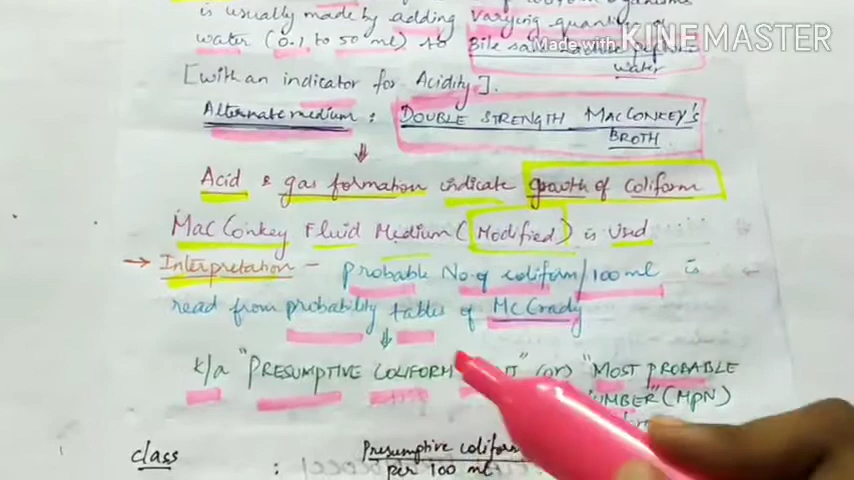 is usually made by adding varying quantity of
water (0.1 to 50 ml) to Bile
Made with KINEMASTER
water
[with an indicator for Acidity].
Alternate medium : DOUBLE STRENGTH MACCONKEY'S
BROTH
Acid & gas formation indicate growth of coliform
MacConkey Fluid Medium (Modified) is used
→ Interpretation - probable No. of coliform/100 ml is
read from probability tables of McCrady
k/a "PRESUMPTIVE COLIFORM (or) "MOST PROBABLE
NUMBER" (MPN)
class : Presumptive coliform
per 100 ml